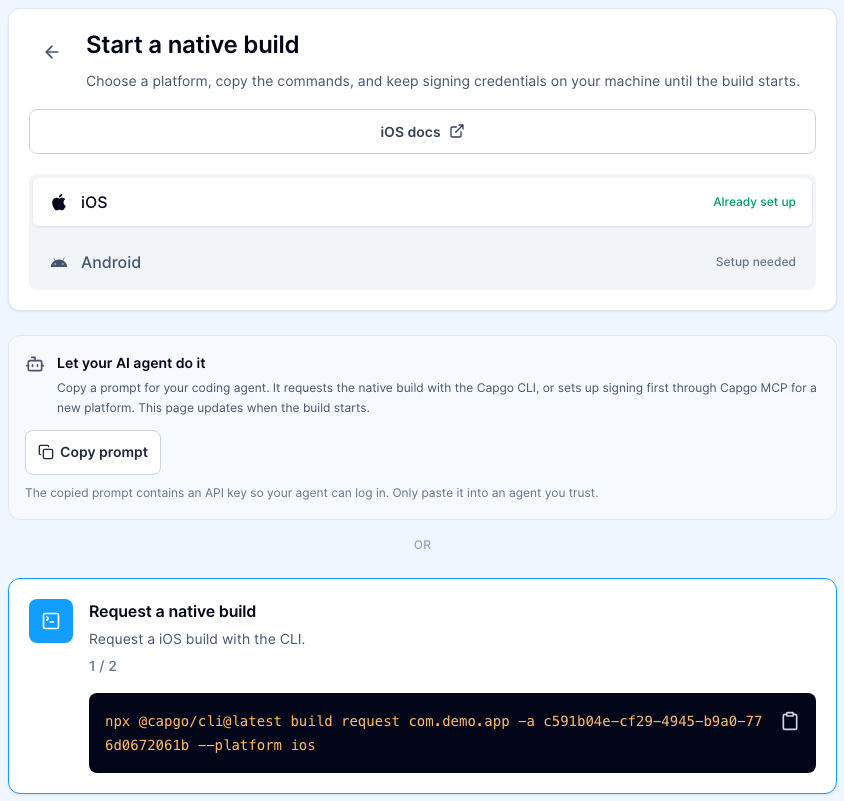 Start a native build
Choose a platform, copy the commands, and keep signing credentials on your machine until the build starts.
iOS docs
iOS
Already set up
Android
Setup needed
Let your AI agent do it
Copy a prompt for your coding agent. It requests the native build with the Capgo CLI, or sets up signing first through Capgo MCP for a
new platform. This page updates when the build starts.
Copy prompt
The copied prompt contains an API key so your agent can log in. Only paste it into an agent you trust.
OR
Request a native build
Request a iOS build with the CLI.
1 / 2
npx @capgo/cli@latest build request com.demo.app -a c591b04e-cf29-4945-b9a0-77
6d0672061b --platform ios